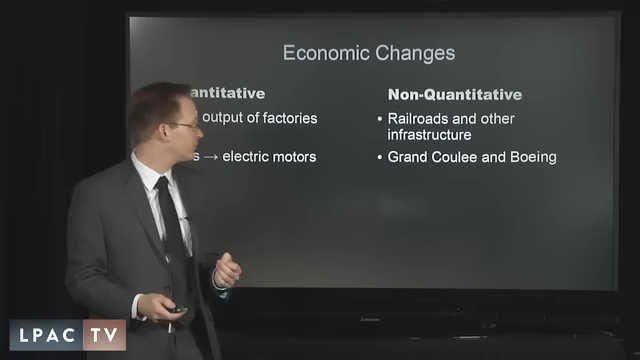 Economic Changes
antitative
Non-Quantitative
output of factories
• Railroads and other
infrastructure
s → electric motors
• Grand Coulee and Boeing
LPAC TV